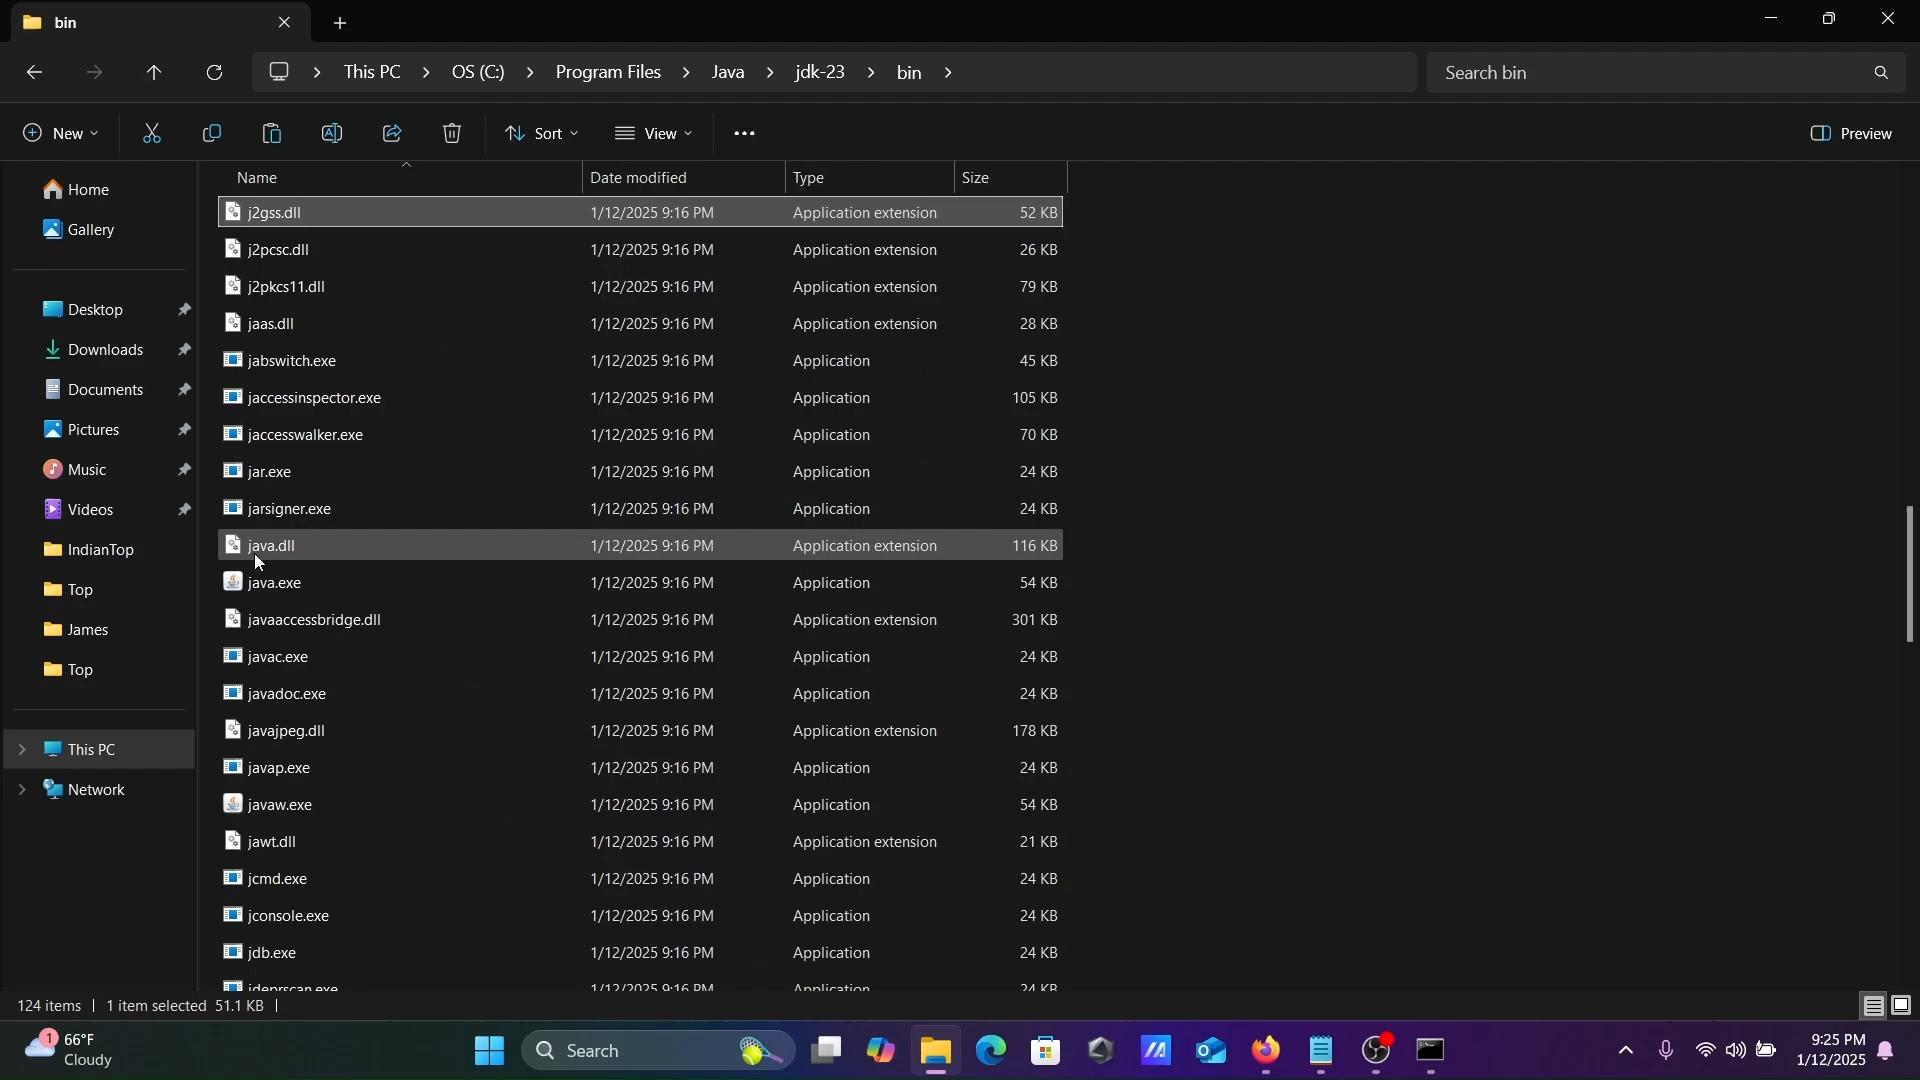 bin
This PC > OS (C:) > Program Files > Java > jdk-23 > bin >
Search bin
New
Sort
View
Preview
Home
Gallery
Desktop
Downloads
Documents
Pictures
Music
Videos
IndianTop
Top
James
Top
This PC
Network
Name Date modified Type Size
j2gss.dll 1/12/2025 9:16 PM Application extension 52 KB
j2pcsc.dll 1/12/2025 9:16 PM Application extension 26 KB
j2pkcs11.dll 1/12/2025 9:16 PM Application extension 79 KB
jaas.dll 1/12/2025 9:16 PM Application extension 28 KB
jabswitch.exe 1/12/2025 9:16 PM Application 45 KB
jaccessinspector.exe 1/12/2025 9:16 PM Application 105 KB
jaccesswalker.exe 1/12/2025 9:16 PM Application 70 KB
jar.exe 1/12/2025 9:16 PM Application 24 KB
jarsigner.exe 1/12/2025 9:16 PM Application 24 KB
java.dll 1/12/2025 9:16 PM Application extension 116 KB
java.exe 1/12/2025 9:16 PM Application 54 KB
javaaccessbridge.dll 1/12/2025 9:16 PM Application extension 301 KB
javac.exe 1/12/2025 9:16 PM Application 24 KB
javadoc.exe 1/12/2025 9:16 PM Application 24 KB
javajpeg.dll 1/12/2025 9:16 PM Application extension 178 KB
javap.exe 1/12/2025 9:16 PM Application 24 KB
javaw.exe 1/12/2025 9:16 PM Application 54 KB
jawt.dll 1/12/2025 9:16 PM Application extension 21 KB
jcmd.exe 1/12/2025 9:16 PM Application 24 KB
jconsole.exe 1/12/2025 9:16 PM Application 24 KB
jdb.exe 1/12/2025 9:16 PM Application 24 KB
jdeprscan.exe 1/12/2025 9:16 PM Application 24 KB
124 items 1 item selected 51.1 KB
1
66°F
Cloudy
Search
9:25 PM
1/12/2025